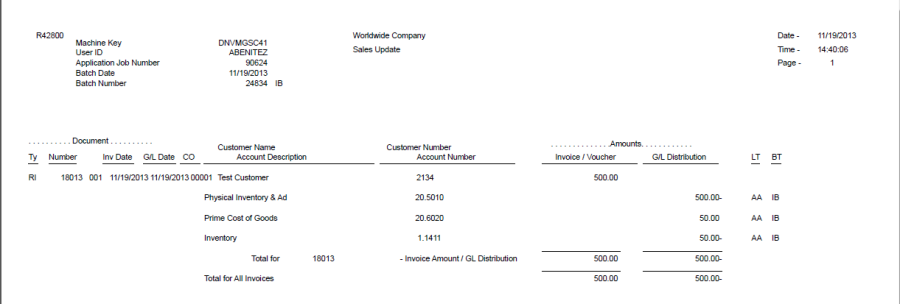 R42800 Worldwide Company Date - 11/19/2013
Machine Key DNVMGSC41 Sales Update Time - 14:40:06
User ID ABENITEZ
Application Job Number 90624 Page - 1
Batch Date 11/19/2013
Batch Number 24834 IB
. . . . . . . . . . Document . . . . . . . . . . Customer Name Customer Number . . . . . . . . . . . . .Amounts. . . . . . . . . . . .
Ty Number Inv Date G/L Date CO Account Description Account Number Invoice / Voucher G/L Distribution LT BT
RI 18013 001 11/19/2013 11/19/2013 00001 Test Customer 2134 500.00
Physical Inventory & Ad 20.5010 500.00- AA IB
Prime Cost of Goods 20.6020 50.00 AA IB
Inventory 1.1411 50.00- AA IB
Total for 18013 - Invoice Amount / GL Distribution 500.00 500.00-
Total for All Invoices 500.00 500.00-